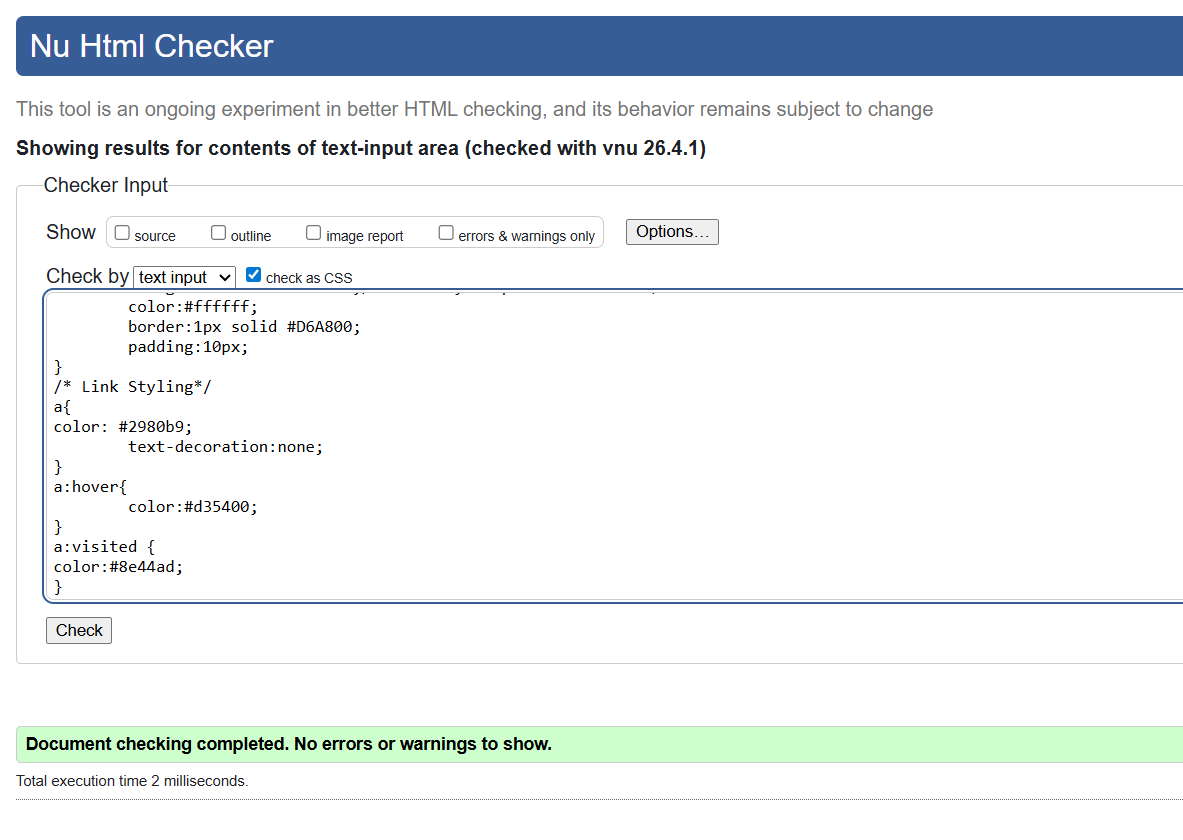 Nu Html Checker
This tool is an ongoing experiment in better HTML checking, and its behavior remains subject to change
Showing results for contents of text-input area (checked with vnu 26.4.1)
Checker Input
Show source outline image report errors & warnings only Options...
Check by text input check as CSS
color:#ffffff;
border:1px solid #D6A800;
padding:10px;
}
/* Link Styling*/
a{
color: #2980b9;
text-decoration:none;
}
a:hover{
color:#d35400;
}
a:visited {
color:#8e44ad;
}
Check
Document checking completed. No errors or warnings to show.
Total execution time 2 milliseconds.